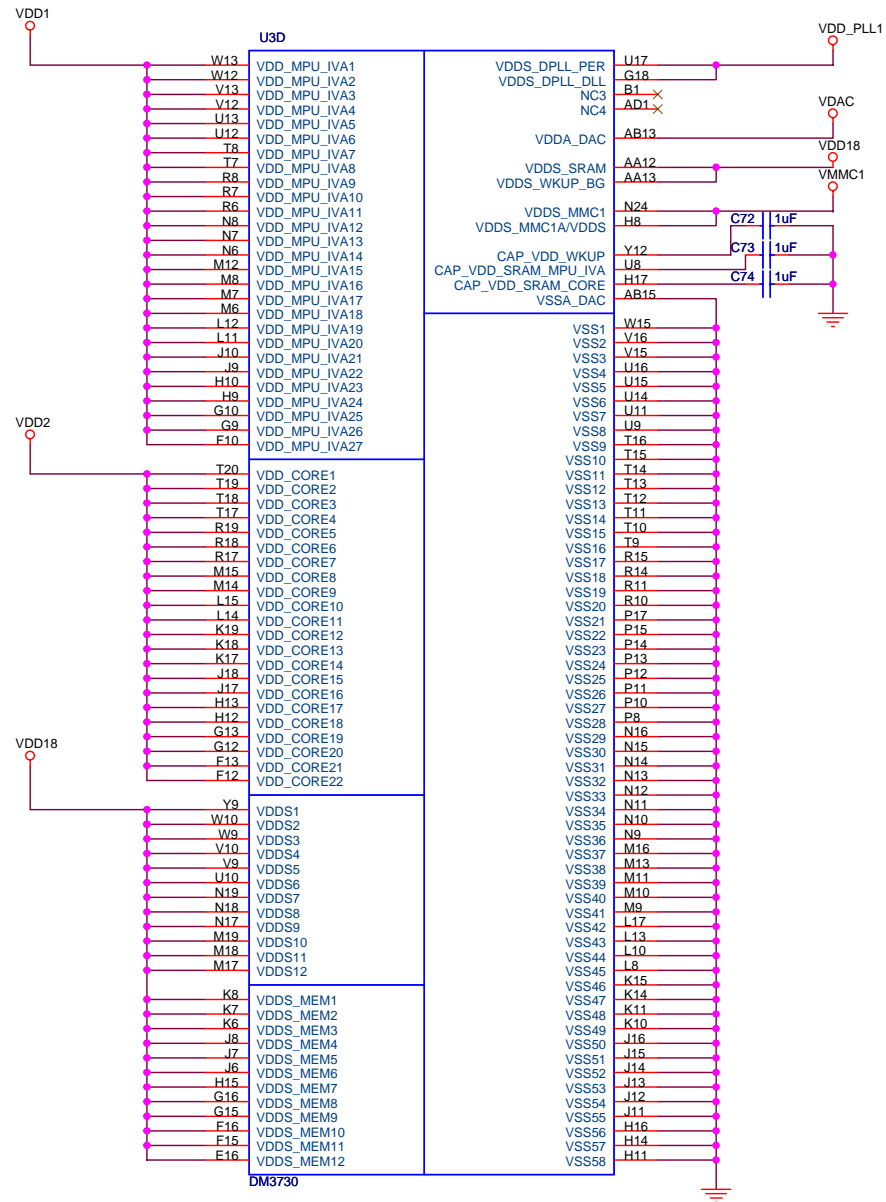 VDD1
U3D
W13 VDD_MPU_IVA1
W12 VDD_MPU_IVA2
V13 VDD_MPU_IVA3
V12 VDD_MPU_IVA4
U13 VDD_MPU_IVA5
U12 VDD_MPU_IVA6
T8 VDD_MPU_IVA7
T7 VDD_MPU_IVA8
R8 VDD_MPU_IVA9
R7 VDD_MPU_IVA10
R6 VDD_MPU_IVA11
N8 VDD_MPU_IVA12
N7 VDD_MPU_IVA13
N6 VDD_MPU_IVA14
M12 VDD_MPU_IVA15
M8 VDD_MPU_IVA16
M7 VDD_MPU_IVA17
M6 VDD_MPU_IVA18
L12 VDD_MPU_IVA19
L11 VDD_MPU_IVA20
J10 VDD_MPU_IVA21
J9 VDD_MPU_IVA22
H10 VDD_MPU_IVA23
H9 VDD_MPU_IVA24
G10 VDD_MPU_IVA25
G9 VDD_MPU_IVA26
F10 VDD_MPU_IVA27
VDD2
T20 VDD_CORE1
T19 VDD_CORE2
T18 VDD_CORE3
T17 VDD_CORE4
R19 VDD_CORE5
R18 VDD_CORE6
R17 VDD_CORE7
M15 VDD_CORE8
M14 VDD_CORE9
L15 VDD_CORE10
L14 VDD_CORE11
K19 VDD_CORE12
K18 VDD_CORE13
K17 VDD_CORE14
J18 VDD_CORE15
J17 VDD_CORE16
H13 VDD_CORE17
H12 VDD_CORE18
G13 VDD_CORE19
G12 VDD_CORE20
F13 VDD_CORE21
F12 VDD_CORE22
VDD18
Y9 VDDS1
W10 VDDS2
W9 VDDS3
V10 VDDS4
V9 VDDS5
U10 VDDS6
N19 VDDS7
N18 VDDS8
N17 VDDS9
M19 VDDS10
M18 VDDS11
M17 VDDS12
K8 VDDS_MEM1
K7 VDDS_MEM2
K6 VDDS_MEM3
J8 VDDS_MEM4
J7 VDDS_MEM5
J6 VDDS_MEM6
H15 VDDS_MEM7
G16 VDDS_MEM8
G15 VDDS_MEM9
F16 VDDS_MEM10
F15 VDDS_MEM11
E16 VDDS_MEM12
DM3730
VDD_PLL1
VDDS_DPLL_PER U17
VDDS_DPLL_DLL G18
NC3 B1
NC4 AD1
VDAC
VDDA_DAC AB13
VDD18
VDDS_SRAM AA12
VDDS_WKUP_BG AA13
VMMC1
VDDS_MMC1 N24
VDDS_MMC1A/VDDS H8
C72 1uF
CAP_VDD_WKUP Y12
C73 1uF
CAP_VDD_SRAM_MPU_IVA U8
C74 1uF
CAP_VDD_SRAM_CORE H17
VSSA_DAC AB15
VSS1 W15
VSS2 V16
VSS3 V15
VSS4 U16
VSS5 U15
VSS6 U14
VSS7 U11
VSS8 U9
VSS9 T16
VSS10 T15
VSS11 T14
VSS12 T13
VSS13 T12
VSS14 T11
VSS15 T10
VSS16 T9
VSS17 R15
VSS18 R14
VSS19 R11
VSS20 R10
VSS21 P17
VSS22 P15
VSS23 P14
VSS24 P13
VSS25 P12
VSS26 P11
VSS27 P10
VSS28 P8
VSS29 N16
VSS30 N15
VSS31 N14
VSS32 N13
VSS33 N12
VSS34 N11
VSS35 N10
VSS36 N9
VSS37 M16
VSS38 M13
VSS39 M11
VSS40 M10
VSS41 M9
VSS42 L17
VSS43 L13
VSS44 L10
VSS45 L8
VSS46 K15
VSS47 K14
VSS48 K11
VSS49 K10
VSS50 J16
VSS51 J15
VSS52 J14
VSS53 J13
VSS54 J12
VSS55 J11
VSS56 H16
VSS57 H14
VSS58 H11